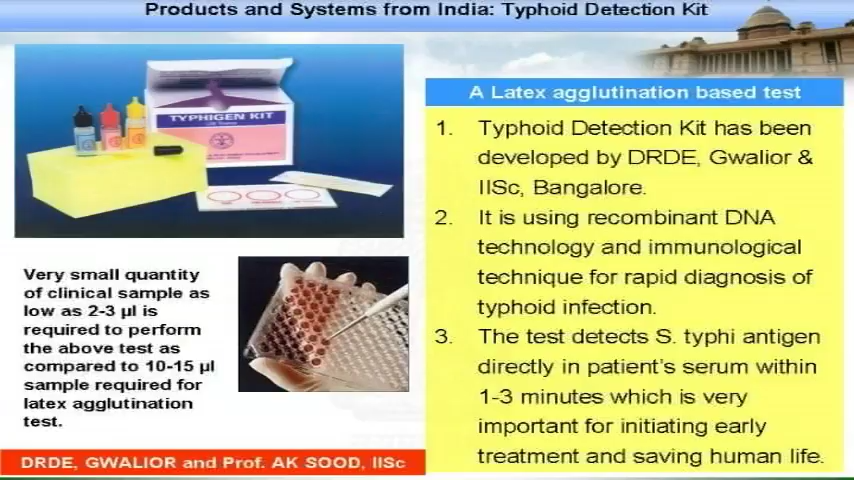 Products and Systems from India: Typhoid Detection Kit
TYPHIGEN KIT
A Latex agglutination based test
1. Typhoid Detection Kit has been
developed by DRDE, Gwalior &
IISc, Bangalore.
2. It is using recombinant DNA
technology and immunological
technique for rapid diagnosis of
typhoid infection.
3. The test detects S. typhi antigen
directly in patient's serum within
1-3 minutes which is very
important for initiating early
treatment and saving human life.
Very small quantity
of clinical sample as
low as 2-3 µl is
required to perform
the above test as
compared to 10-15 µl
sample required for
latex agglutination
test.
DRDE, GWALIOR and Prof. AK SOOD, IISc